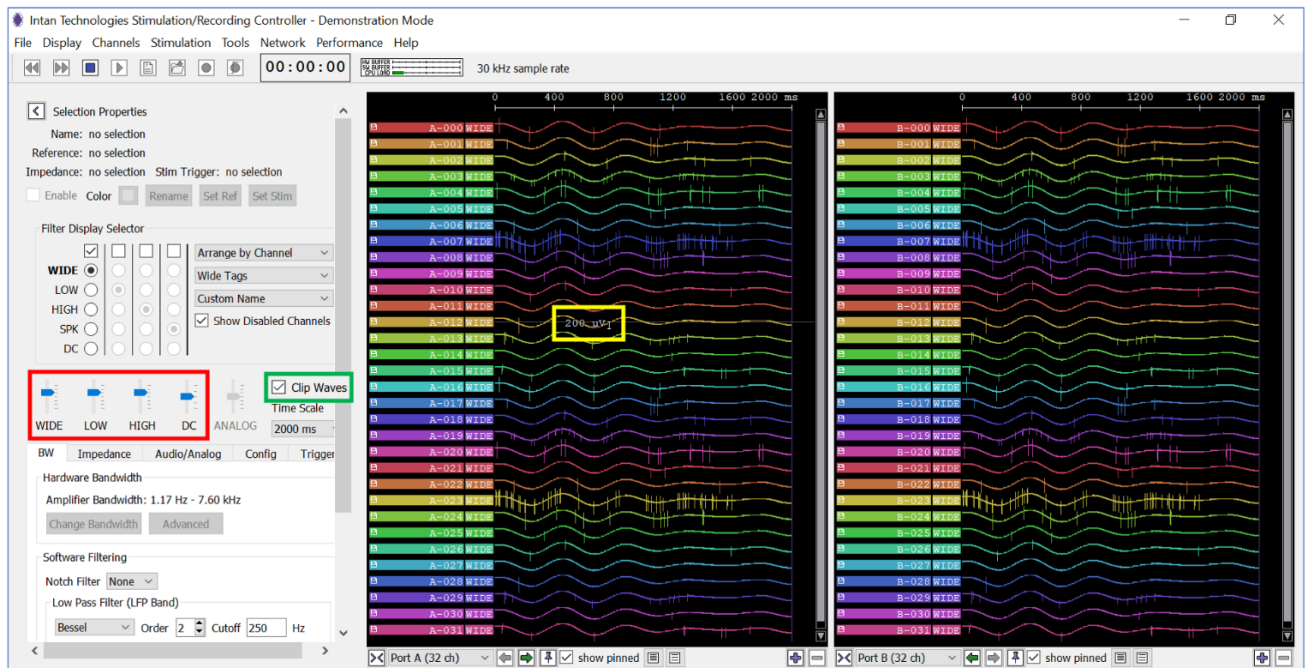 Intan Technologies Stimulation/Recording Controller - Demonstration Mode
File Display Channels Stimulation Tools Network Performance Help
00:00:00
HW BUFFER
SW BUFFER
CPU LOAD
30 kHz sample rate
Selection Properties
Name: no selection
Reference: no selection
Impedance: no selection Stim Trigger: no selection
Enable Color Rename Set Ref Set Stim
Filter Display Selector
Arrange by Channel
WIDE
Wide Tags
LOW
Custom Name
HIGH
Show Disabled Channels
SPK
DC
Clip Waves
Time Scale
WIDE LOW HIGH DC ANALOG
2000 ms
BW Impedance Audio/Analog Config Trigger
Hardware Bandwidth
Amplifier Bandwidth: 1.17 Hz - 7.60 kHz
Change Bandwidth Advanced
Software Filtering
Notch Filter None
Low Pass Filter (LFP Band)
Bessel Order 2 Cutoff 250 Hz
0 400 800 1200 1600 2000 ms
A-000 WIDE
A-001 WIDE
A-002 WIDE
A-003 WIDE
A-004 WIDE
A-005 WIDE
A-006 WIDE
A-007 WIDE
A-008 WIDE
A-009 WIDE
A-010 WIDE
A-011 WIDE
A-012 WIDE
200 uV
A-013 WIDE
A-014 WIDE
A-015 WIDE
A-016 WIDE
A-017 WIDE
A-018 WIDE
A-019 WIDE
A-020 WIDE
A-021 WIDE
A-022 WIDE
A-023 WIDE
A-024 WIDE
A-025 WIDE
A-026 WIDE
A-027 WIDE
A-028 WIDE
A-029 WIDE
A-030 WIDE
A-031 WIDE
Port A (32 ch) show pinned
0 400 800 1200 1600 2000 ms
B-000 WIDE
B-001 WIDE
B-002 WIDE
B-003 WIDE
B-004 WIDE
B-005 WIDE
B-006 WIDE
B-007 WIDE
B-008 WIDE
B-009 WIDE
B-010 WIDE
B-011 WIDE
B-012 WIDE
B-013 WIDE
B-014 WIDE
B-015 WIDE
B-016 WIDE
B-017 WIDE
B-018 WIDE
B-019 WIDE
B-020 WIDE
B-021 WIDE
B-022 WIDE
B-023 WIDE
B-024 WIDE
B-025 WIDE
B-026 WIDE
B-027 WIDE
B-028 WIDE
B-029 WIDE
B-030 WIDE
B-031 WIDE
Port B (32 ch) show pinned